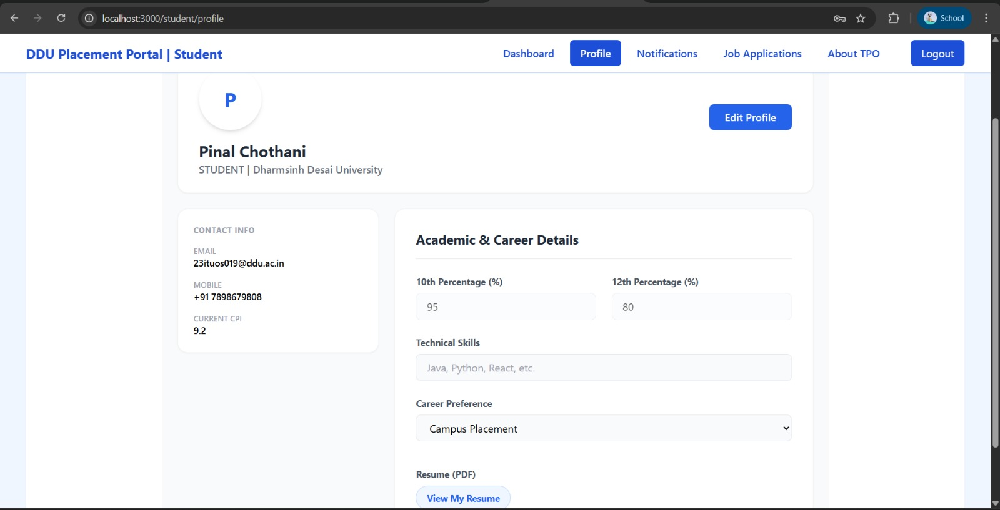 localhost:3000/student/profile
School
DDU Placement Portal | Student
Dashboard
Profile
Notifications
Job Applications
About TPO
Logout
P
Edit Profile
Pinal Chothani
STUDENT | Dharmsinh Desai University
CONTACT INFO
EMAIL
23ituos019@ddu.ac.in
MOBILE
+91 7898679808
CURRENT CPI
9.2
Academic & Career Details
10th Percentage (%)
12th Percentage (%)
95
80
Technical Skills
Java, Python, React, etc.
Career Preference
Campus Placement
Resume (PDF)
View My Resume